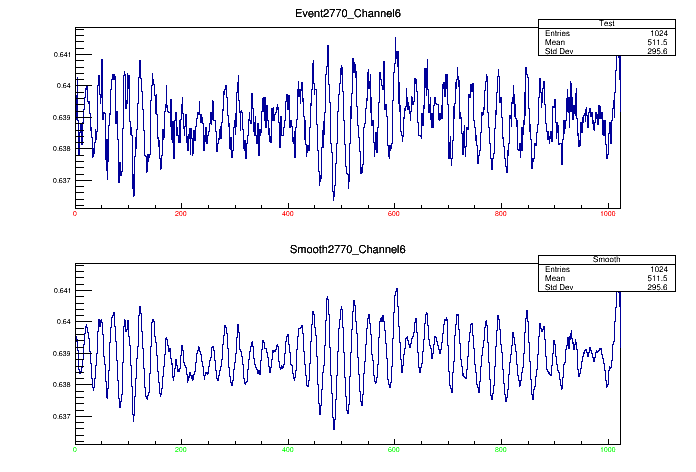 Event2770_Channel6
Test
Entries 1024
Mean 511.5
Std Dev 295.6
0.641
0.64
0.639
0.638
0.637
0 200 400 600 800 1000
Smooth2770_Channel6
Smooth
Entries 1024
Mean 511.5
Std Dev 295.6
0.641
0.64
0.639
0.638
0.637
0 200 400 600 800 1000